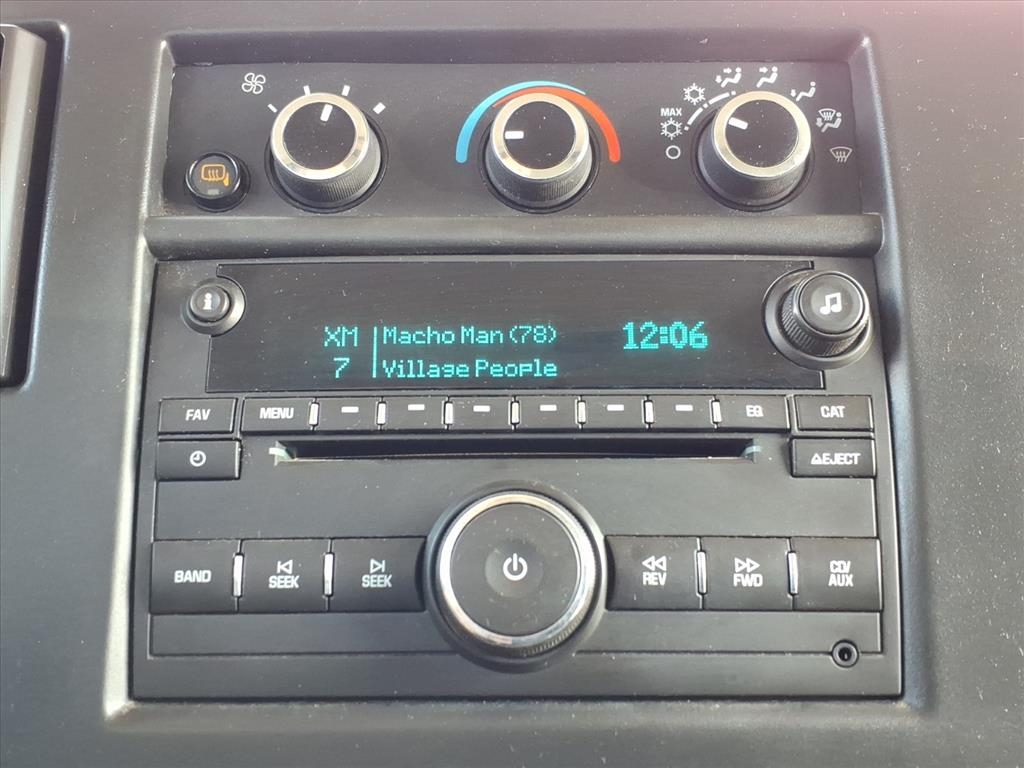 MAX
XM Macho Man (78) 12:06
7 Village People
FAV MENU EQ CAT
EJECT
BAND SEEK SEEK REV FWD CD/
AUX